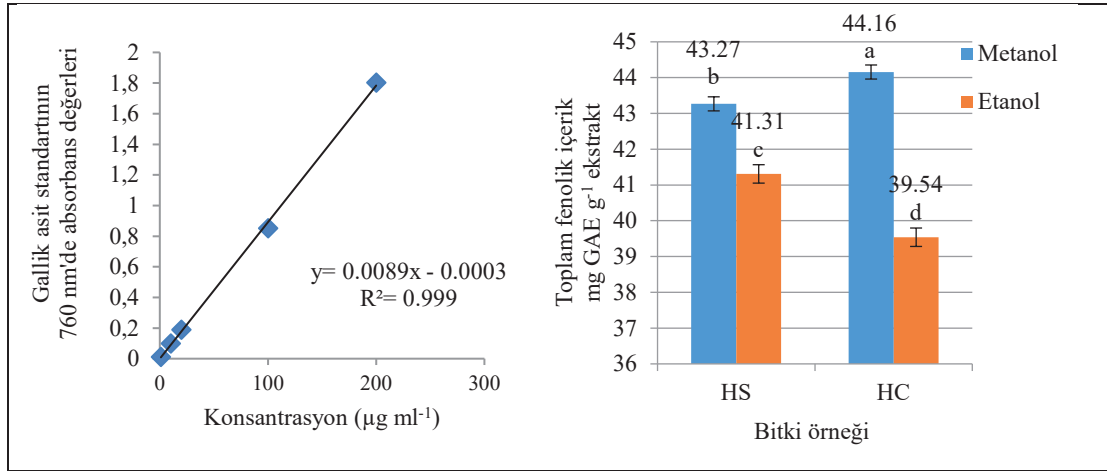 Gallik asit standartının
760 nm'de absorbans değerleri
2
1,8
1,6
1,4
1,2
1
0,8
0,6
0,4
0,2
0
y= 0.0089x - 0.0003
R²= 0.999
0 100 200 300
Konsantrasyon (µg ml⁻¹)
Toplam fenolik içerik
mg GAE g⁻¹ ekstrakt
45
44
43
42
41
40
39
38
37
36
43.27
b
41.31
c
44.16
a
39.54
d
Metanol
Etanol
HS HC
Bitki örneği